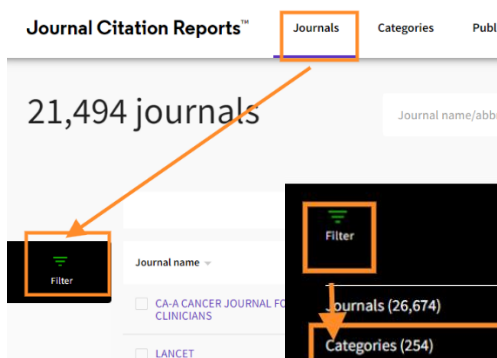 Journal Citation Reports™
Journals
Categories
Publ
21,494 journals
Journal name/abbr
Filter
Journal name
CA-A CANCER JOURNAL FO
CLINICIANS
LANCET
Filter
Journals (26,674)
Categories (254)